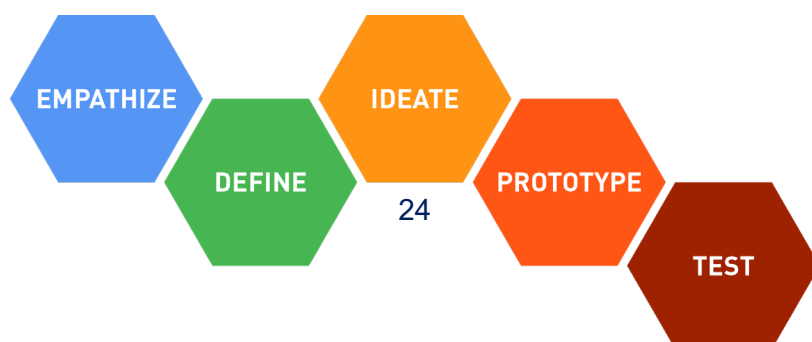 EMPATHIZE
DEFINE
IDEATE
24
PROTOTYPE
TEST